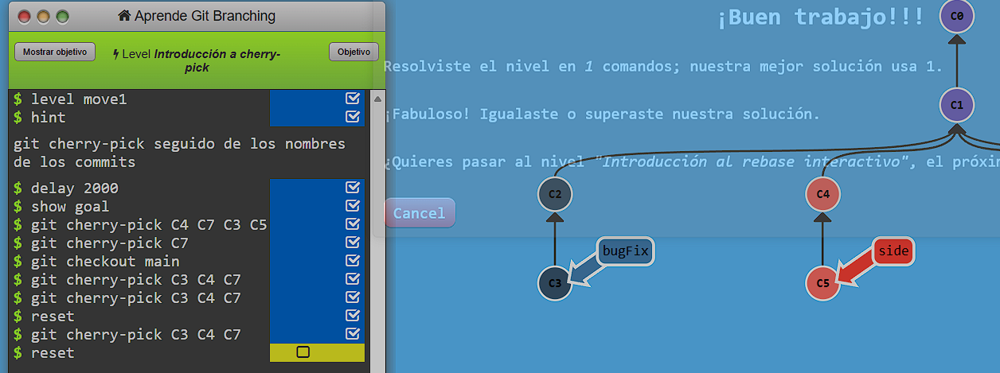 Aprende Git Branching
Mostrar objetivo
Level Introducción a cherry-
pick
Objetivo
$ level move1
$ hint
git cherry-pick seguido de los nombres
de los commits
$ delay 2000
$ show goal
$ git cherry-pick C4 C7 C3 C5
$ git cherry-pick C7
$ git checkout main
$ git cherry-pick C3 C4 C7
$ git cherry-pick C3 C4 C7
$ reset
$ git cherry-pick C3 C4 C7
$ reset
¡Buen trabajo!!!
Resolviste el nivel en 1 comandos; nuestra mejor solución usa 1.
¡Fabuloso! Igualaste o superaste nuestra solución.
¿Quieres pasar al nivel "Introducción al rebase interactivo", el próxim
Cancel
C0
C1
C2
C4
bugFix
side
C3
C5